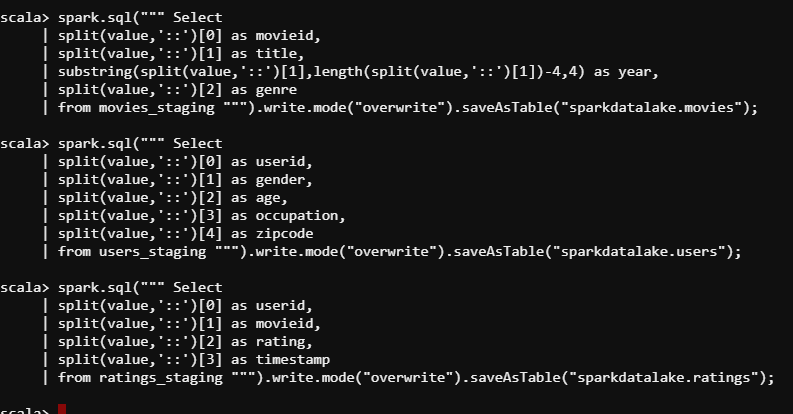 scala> spark.sql(""" Select
| split(value,'::')[0] as movieid,
| split(value,'::')[1] as title,
| substring(split(value,'::')[1],length(split(value,'::')[1])-4,4) as year,
| split(value,'::')[2] as genre
| from movies_staging """).write.mode("overwrite").saveAsTable("sparkdatalake.movies");
scala> spark.sql(""" Select
| split(value,'::')[0] as userid,
| split(value,'::')[1] as gender,
| split(value,'::')[2] as age,
| split(value,'::')[3] as occupation,
| split(value,'::')[4] as zipcode
| from users_staging """).write.mode("overwrite").saveAsTable("sparkdatalake.users");
scala> spark.sql(""" Select
| split(value,'::')[0] as userid,
| split(value,'::')[1] as movieid,
| split(value,'::')[2] as rating,
| split(value,'::')[3] as timestamp
| from ratings_staging """).write.mode("overwrite").saveAsTable("sparkdatalake.ratings");
scala>